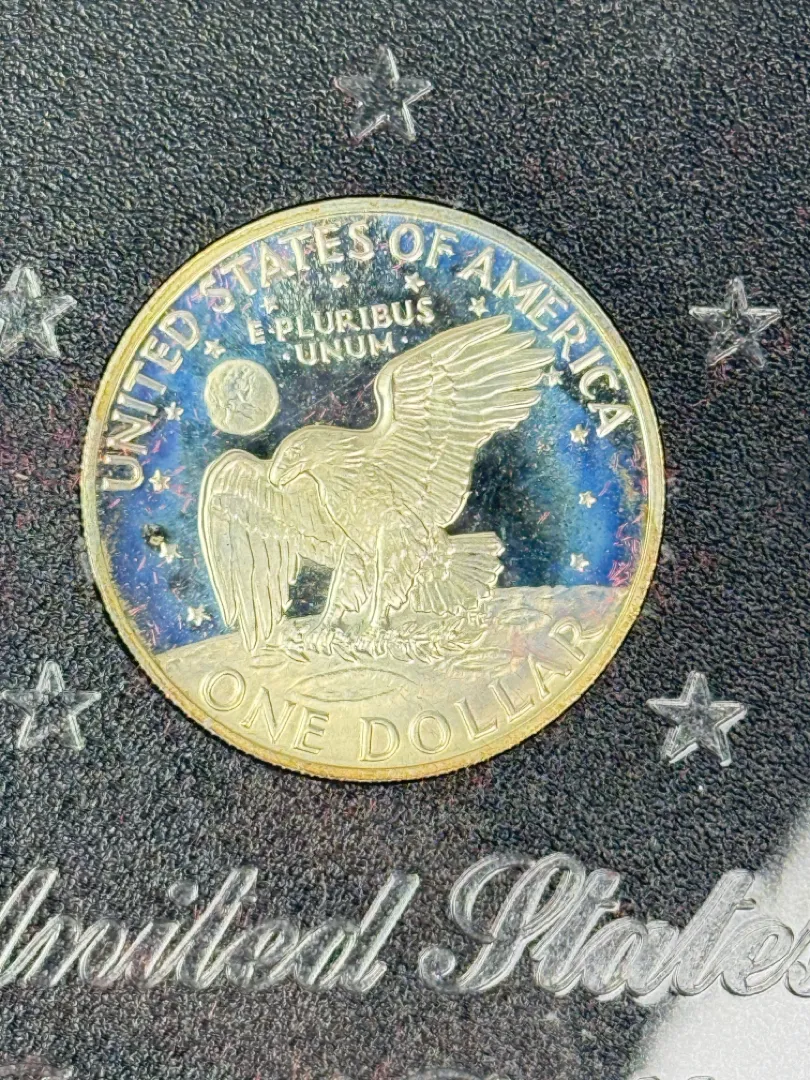 UNITED STATES OF AMERICA
E·PLURIBUS
·UNUM·
ONE DOLLAR
United States